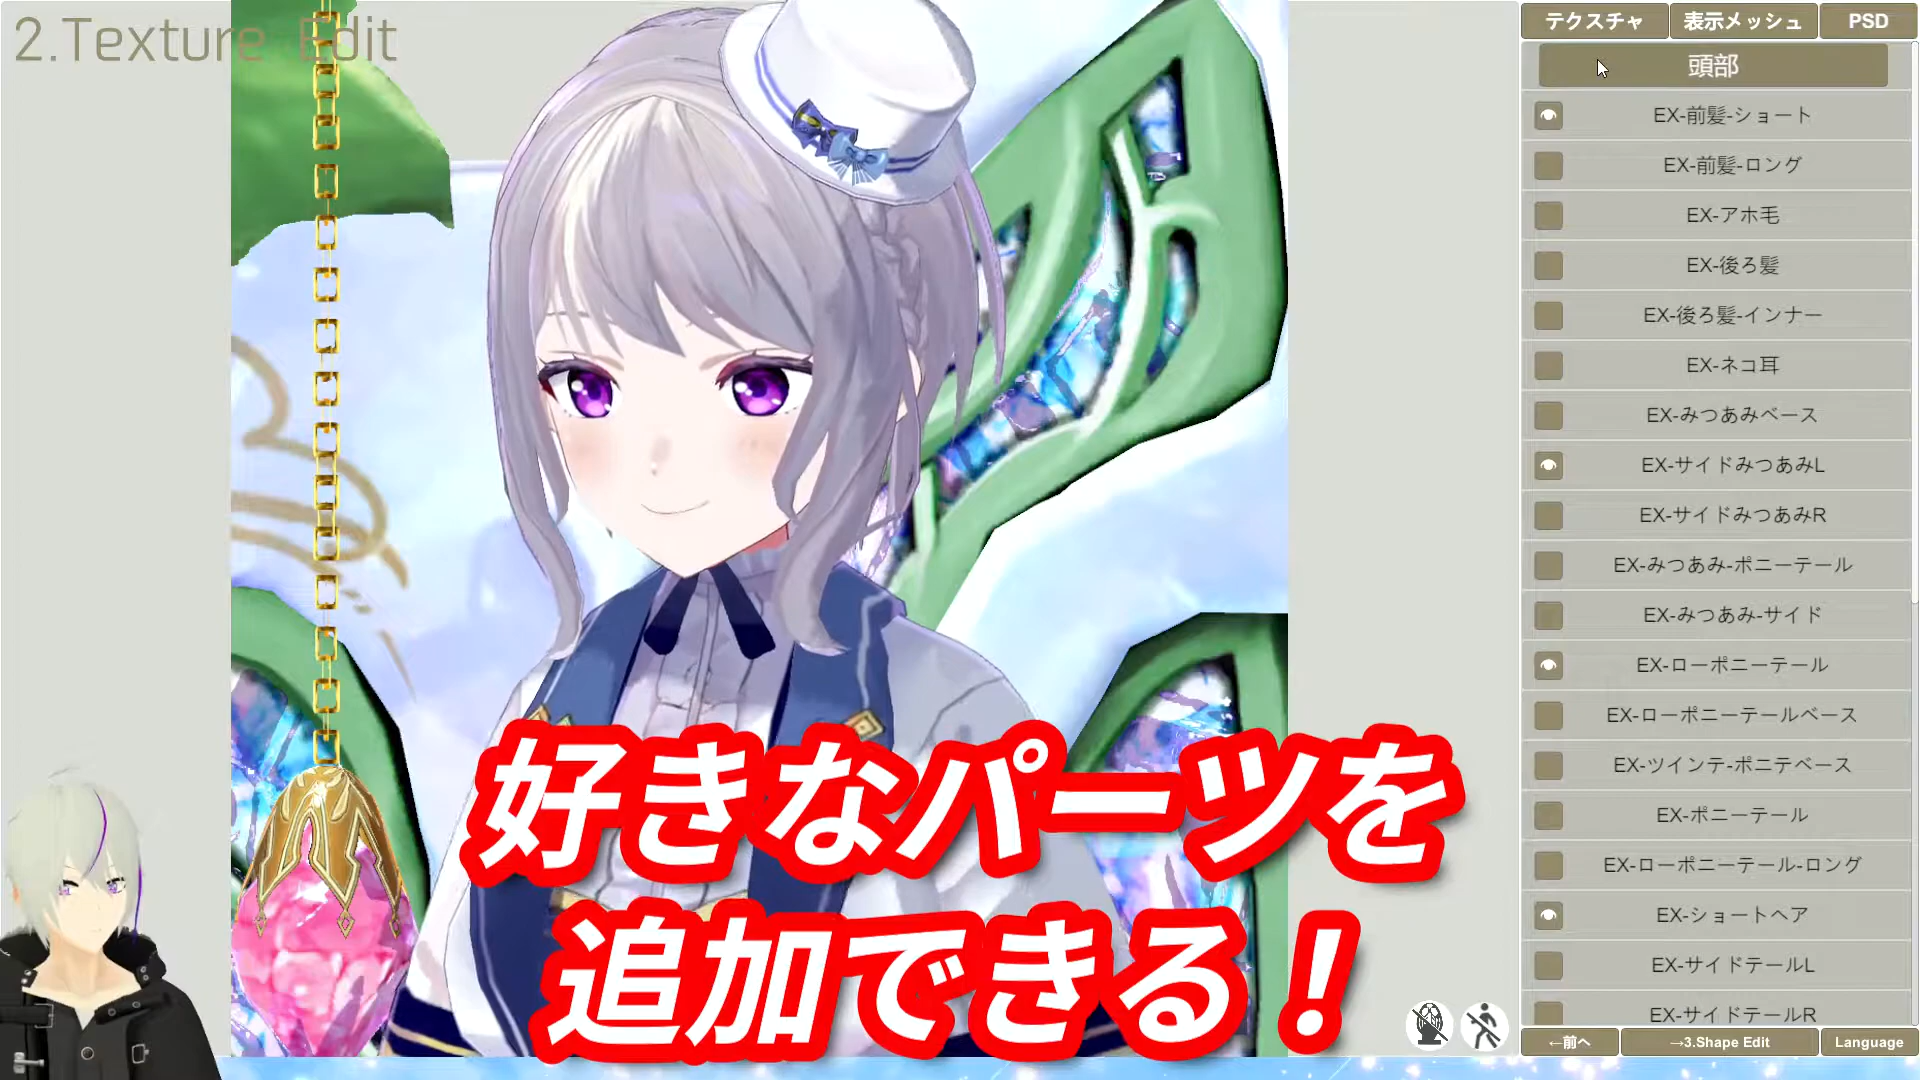 2.Texture Edit
テクスチャ 表示メッシュ PSD
頭部
EX-前髪-ショート
EX-前髪-ロング
EX-アホ毛
EX-後ろ髪
EX-後ろ髪-インナー
EX-ネコ耳
EX-みつあみベース
EX-サイドみつあみL
EX-サイドみつあみR
EX-みつあみ-ポニーテール
EX-みつあみ-サイド
EX-ローポニーテール
EX-ローポニーテールベース
EX-ツインテ-ポニテベース
EX-ポニーテール
EX-ローポニーテール-ロング
EX-ショートヘア
EX-サイドテールL
EX-サイドテールR
←前へ →3.Shape Edit Language
好きなパーツを
追加できる！